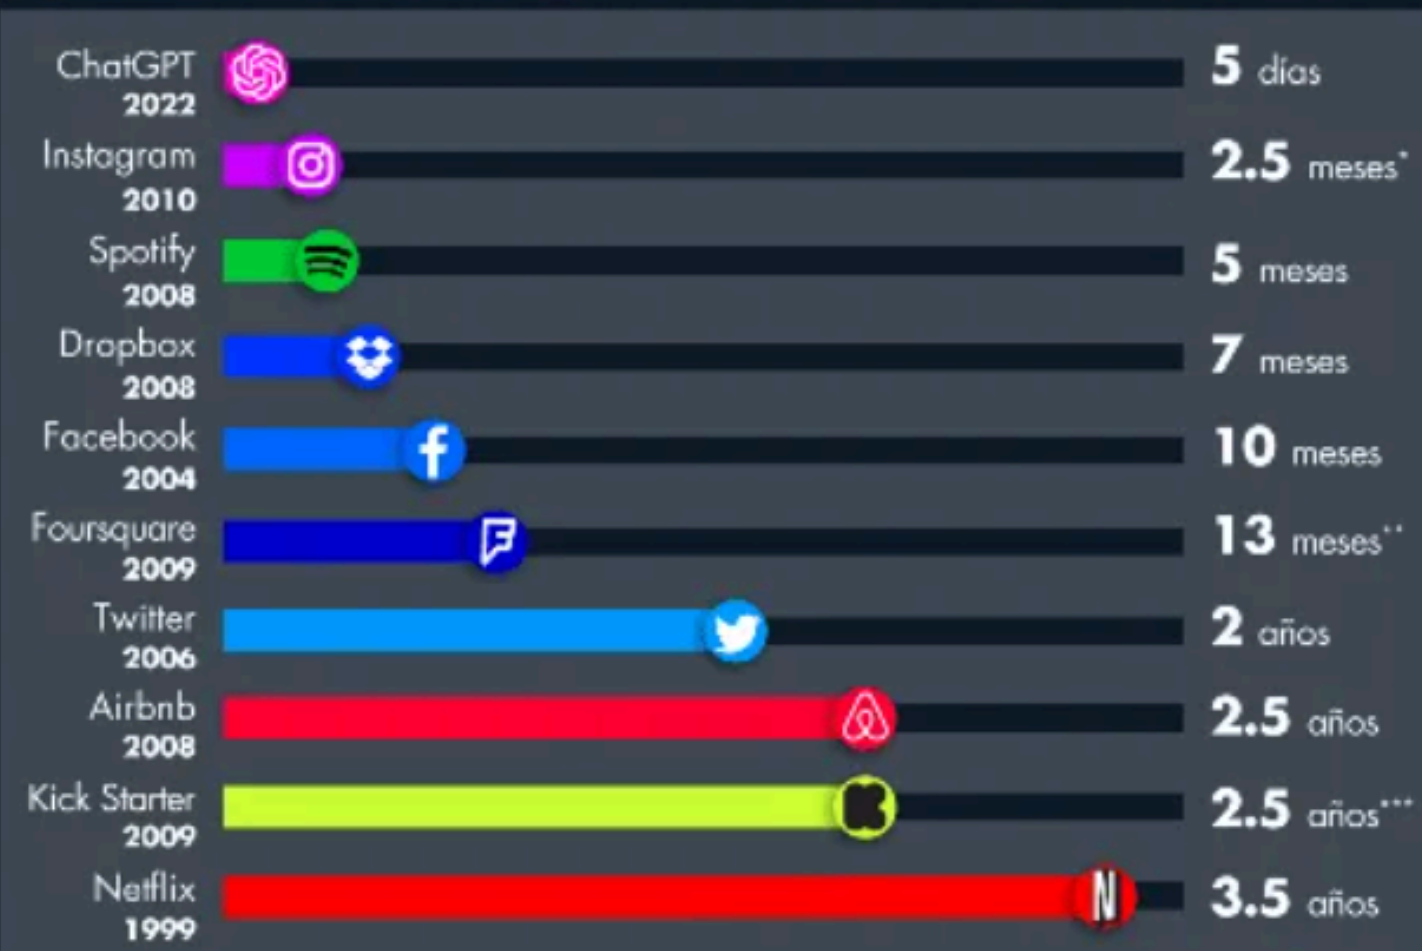 ChatGPT 5 días
2022
Instagram 2.5 meses*
2010
Spotify 5 meses
2008
Dropbox 7 meses
2008
Facebook 10 meses
2004
Foursquare 13 meses**
2009
Twitter 2 años
2006
Airbnb 2.5 años
2008
Kick Starter 2.5 años***
2009
Netflix 3.5 años
1999